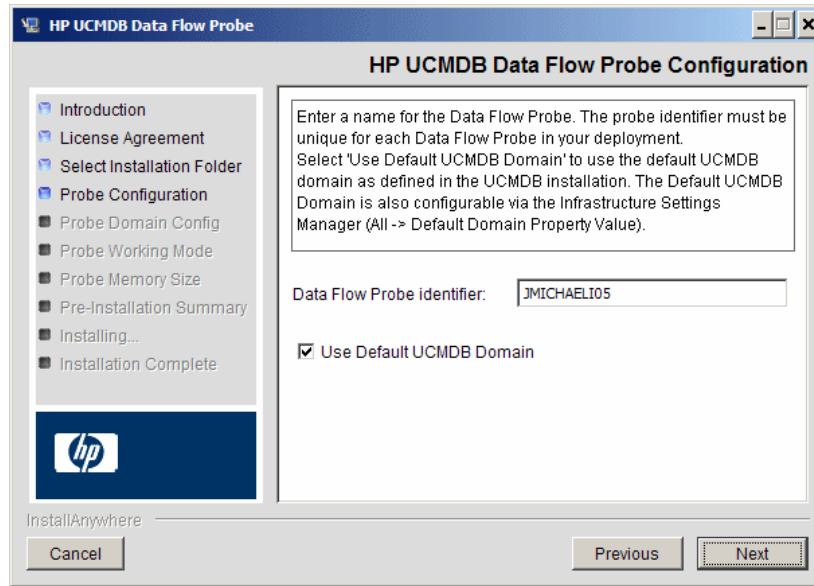 HP UCMDB Data Flow Probe
HP UCMDB Data Flow Probe Configuration
Introduction
License Agreement
Select Installation Folder
Probe Configuration
Probe Domain Config
Probe Working Mode
Probe Memory Size
Pre-Installation Summary
Installing...
Installation Complete
hp
Enter a name for the Data Flow Probe. The probe identifier must be
unique for each Data Flow Probe in your deployment.
Select 'Use Default UCMDB Domain' to use the default UCMDB
domain as defined in the UCMDB installation. The Default UCMDB
Domain is also configurable via the Infrastructure Settings
Manager (All -> Default Domain Property Value).
Data Flow Probe identifier: JMICHAELI05
Use Default UCMDB Domain
InstallAnywhere
Cancel Previous Next